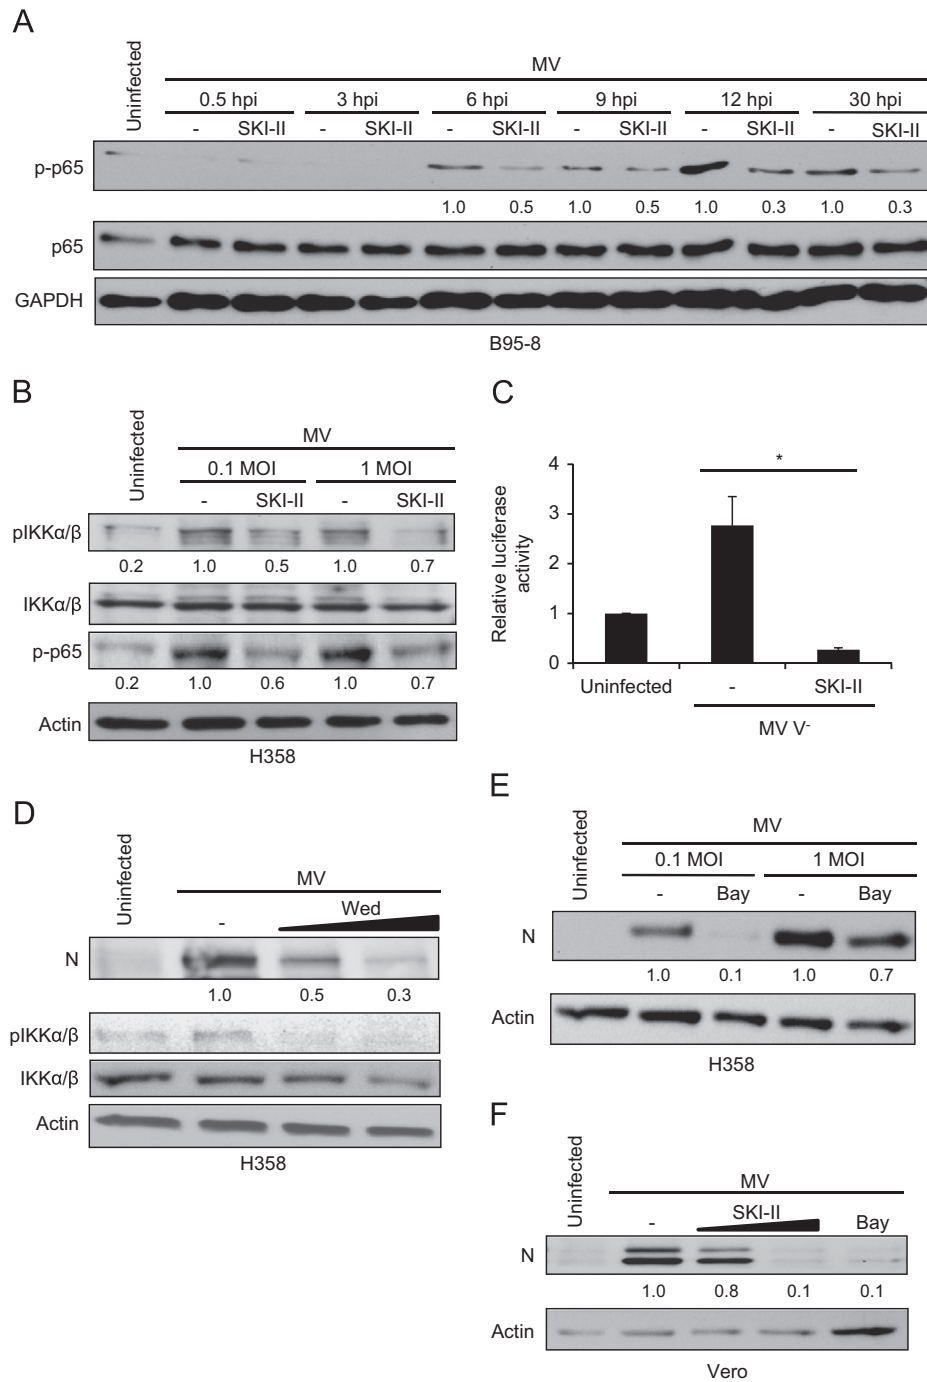 A
Uninfected
MV
0.5 hpi 3 hpi 6 hpi 9 hpi 12 hpi 30 hpi
- SKI-II - SKI-II - SKI-II - SKI-II - SKI-II - SKI-II
p-p65
1.0 0.5 1.0 0.5 1.0 0.3 1.0 0.3
p65
GAPDH
B95-8
B
Uninfected
MV
0.1 MOI 1 MOI
- SKI-II - SKI-II
pIKKα/β
0.2 1.0 0.5 1.0 0.7
IKKα/β
p-p65
0.2 1.0 0.6 1.0 0.7
Actin
H358
C
Relative luciferase
activity
4
3
2
1
0
*
Uninfected - SKI-II
MV V⁻
D
Uninfected
MV
- Wed
N
1.0 0.5 0.3
pIKKα/β
IKKα/β
Actin
H358
E
Uninfected
MV
0.1 MOI 1 MOI
- Bay - Bay
N
1.0 0.1 1.0 0.7
Actin
H358
F
Uninfected
MV
- SKI-II Bay
N
1.0 0.8 0.1 0.1
Actin
Vero